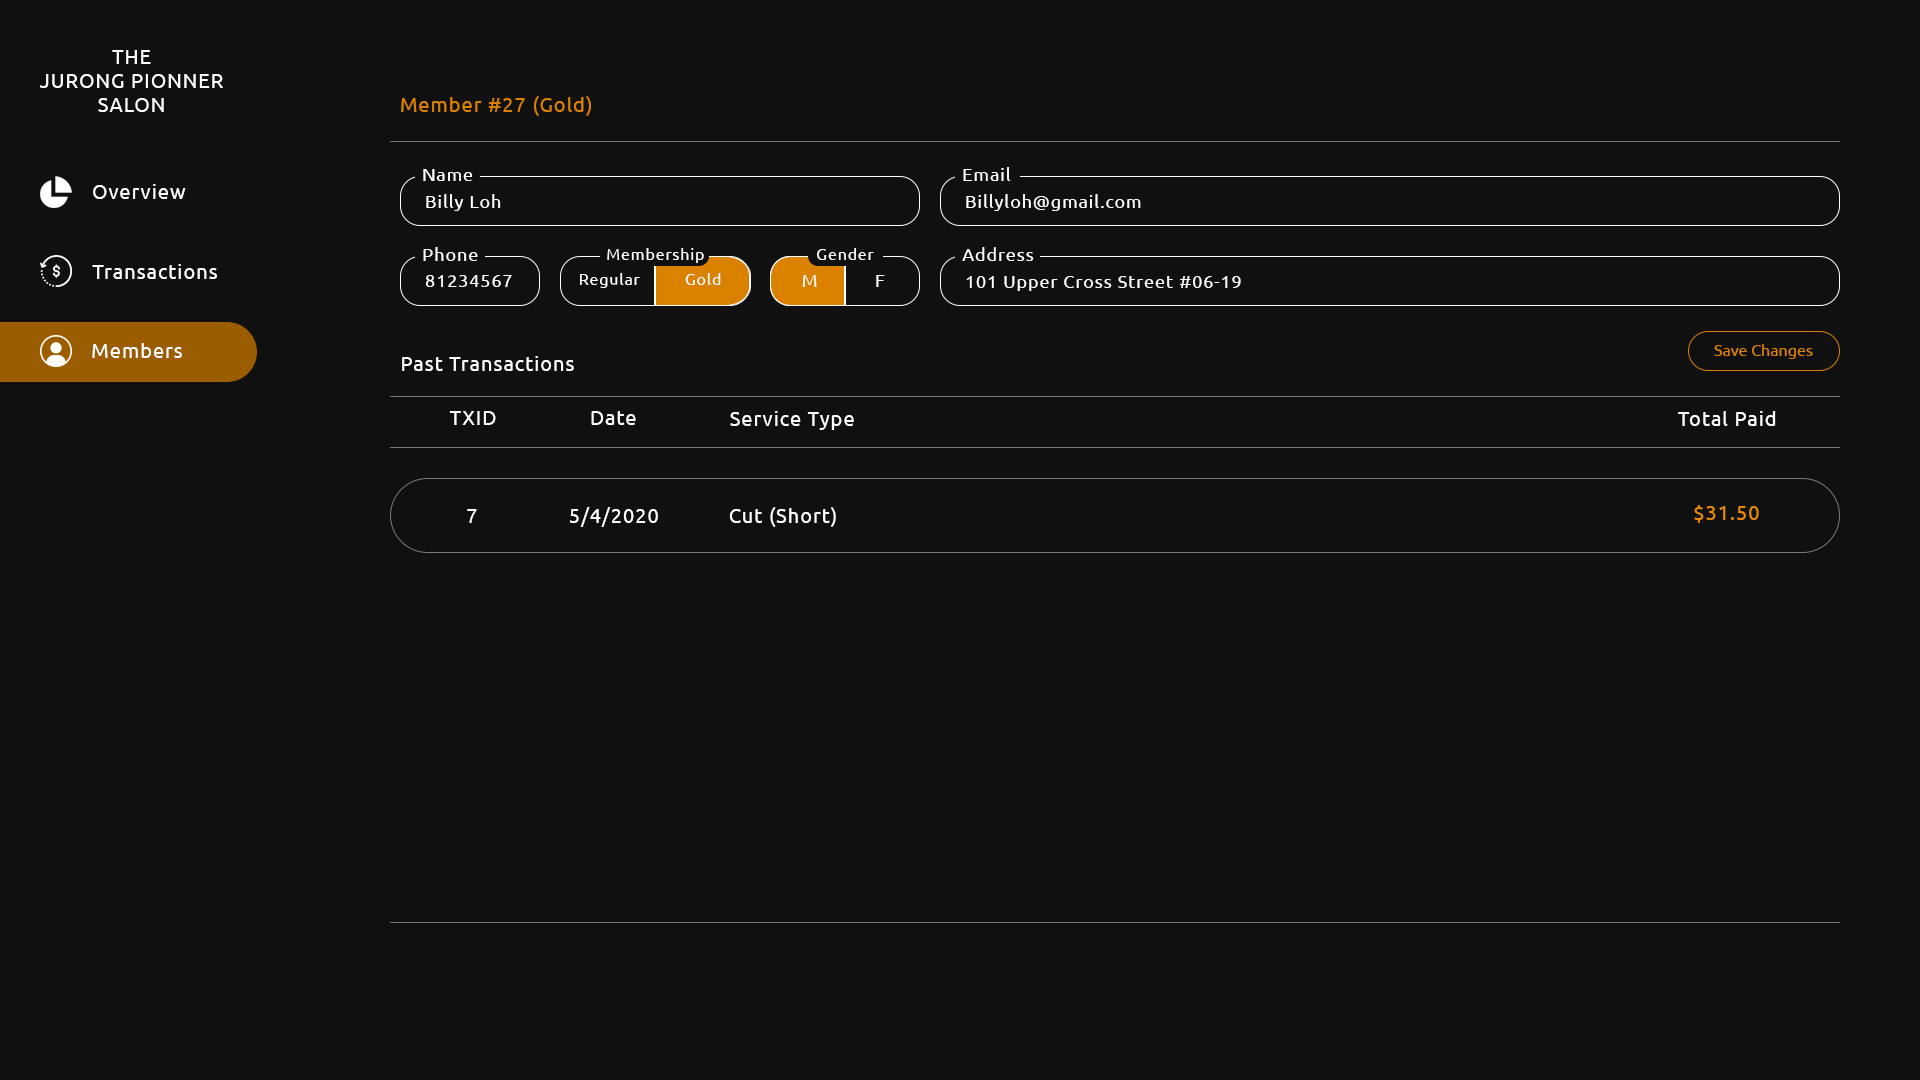 THE
JURONG PIONNER
SALON
Overview
Transactions
Members
Member #27 (Gold)
Name
Billy Loh
Email
Billyloh@gmail.com
Phone
81234567
Membership
Regular Gold
Gender
M F
Address
101 Upper Cross Street #06-19
Past Transactions
Save Changes
TXID Date Service Type Total Paid
7 5/4/2020 Cut (Short) $31.50